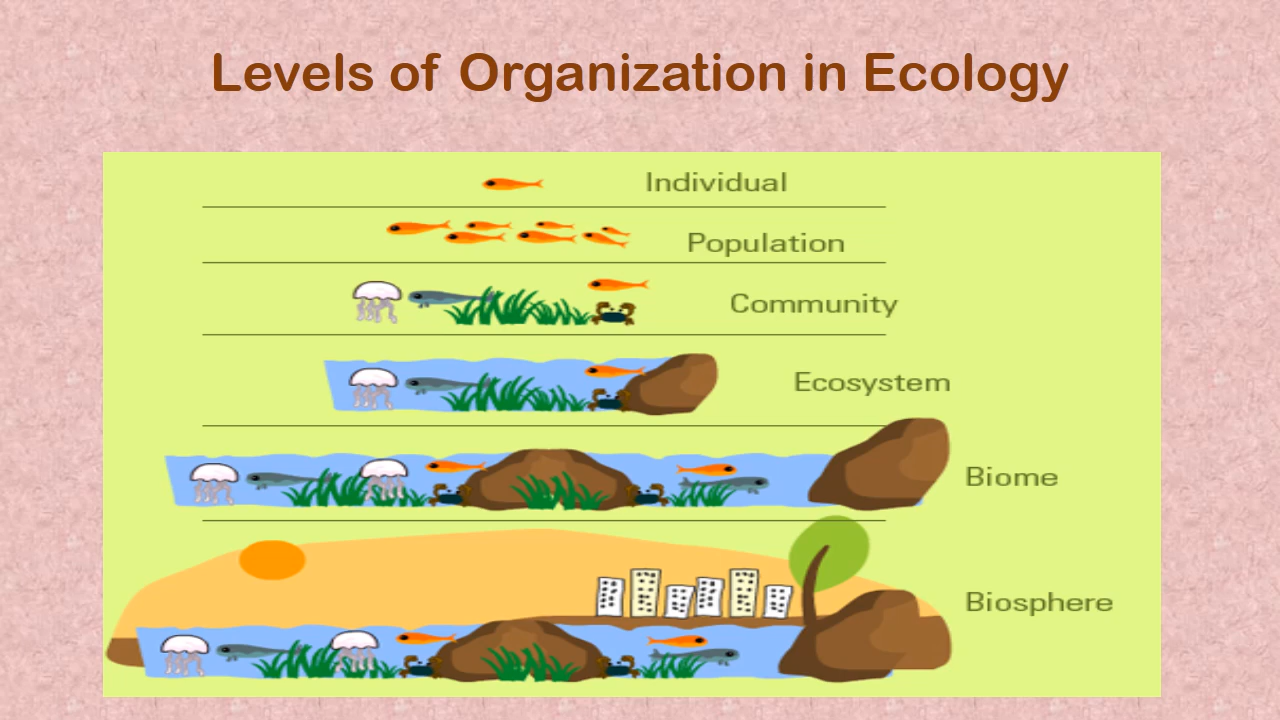 Levels of Organization in Ecology
Individual
Population
Community
Ecosystem
Biome
Biosphere